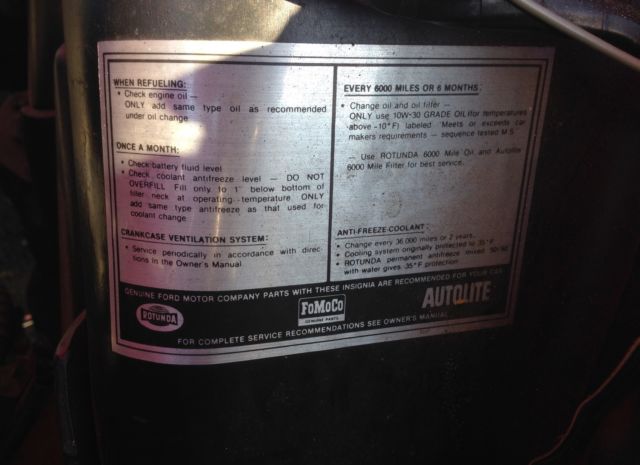 WHEN REFUELING:
• Check engine oil —
ONLY add same type oil as recommended
under oil change
ONCE A MONTH:
• Check battery fluid level
• Check coolant antifreeze level — DO NOT
OVERFILL Fill only to 1" below bottom of
filler neck at operating temperature. ONLY
add same type antifreeze as that used for
coolant change
CRANKCASE VENTILATION SYSTEM:
• Service periodically in accordance with direc-
tions in the Owner's Manual.
EVERY 6000 MILES OR 6 MONTHS:
• Change oil and oil filter —
ONLY use 10W-30 GRADE OIL (for temperatures
above -10°F) labeled "Meets or exceeds car
makers requirements — sequence tested M.S.
— Use ROTUNDA 6000 Mile Oil and Autolite
6000 Mile Filter for best service.
ANTI-FREEZE-COOLANT:
• Change every 36,000 miles or 2 years.
• Cooling system originally protected to 35°F
• ROTUNDA permanent antifreeze mixed 50/50
with water gives 35°F protection
GENUINE FORD MOTOR COMPANY PARTS WITH THESE INSIGNIA ARE RECOMMENDED FOR YOUR CAR
ROTUNDA
FoMoCo
GENUINE PARTS
AUTOLITE
FOR COMPLETE SERVICE RECOMMENDATIONS SEE OWNER'S MANUAL